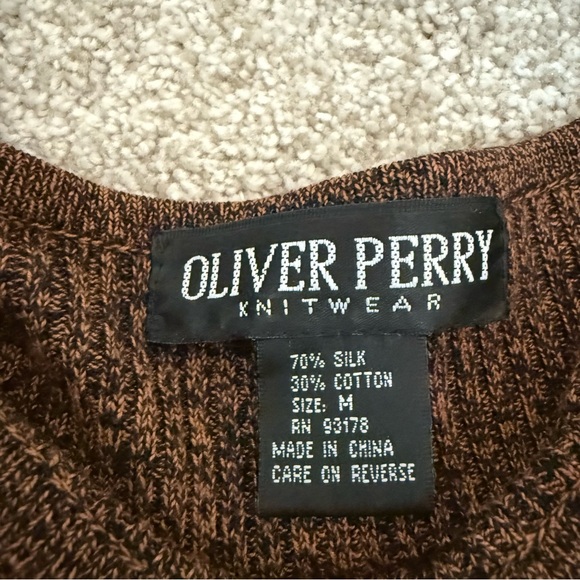 OLIVER PERRY
KNITWEAR
70% SILK
30% COTTON
SIZE: M
RN 93178
MADE IN CHINA
CARE ON REVERSE